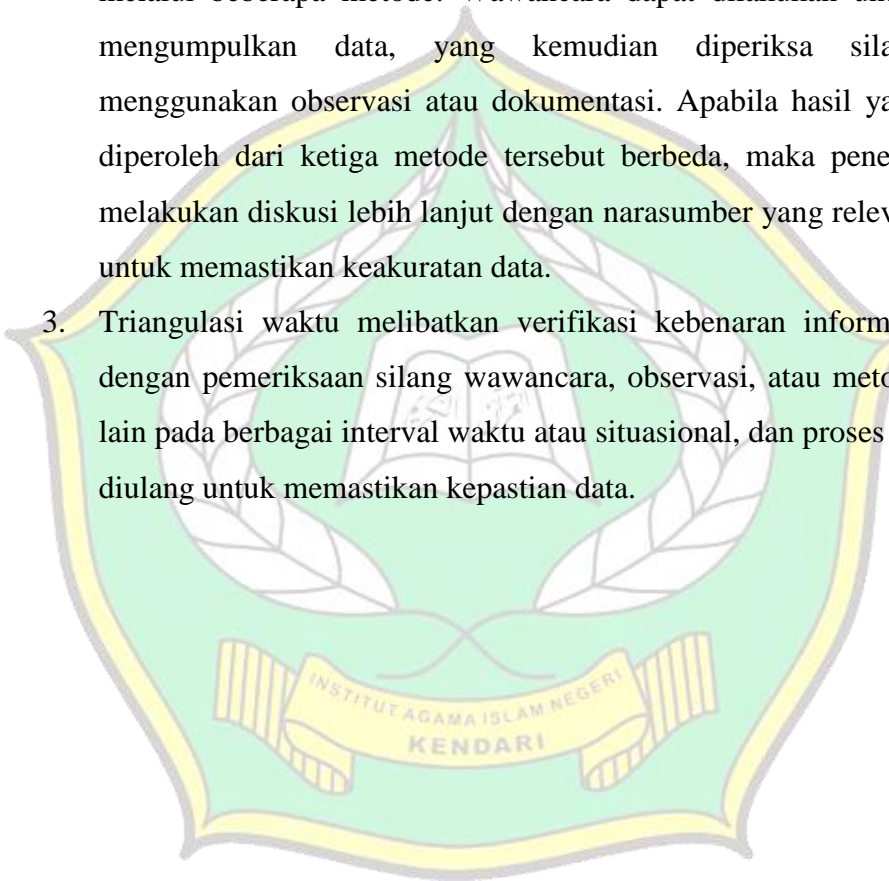 melalui beberapa metode. Wawancara dapat dilakukan
mengumpulkan data, yang kemudian diperiksa
menggunakan observasi atau dokumentasi. Apabila hasil
diperoleh dari ketiga metode tersebut berbeda, maka
melakukan diskusi lebih lanjut dengan narasumber yang
untuk memastikan keakuratan data.
3. Triangulasi waktu melibatkan verifikasi kebenaran
dengan pemeriksaan silang wawancara, observasi, atau
lain pada berbagai interval waktu atau situasional, dan proses
diulang untuk memastikan kepastian data.
INSTITUT AGAMA ISLAM NEGERI
KENDARI